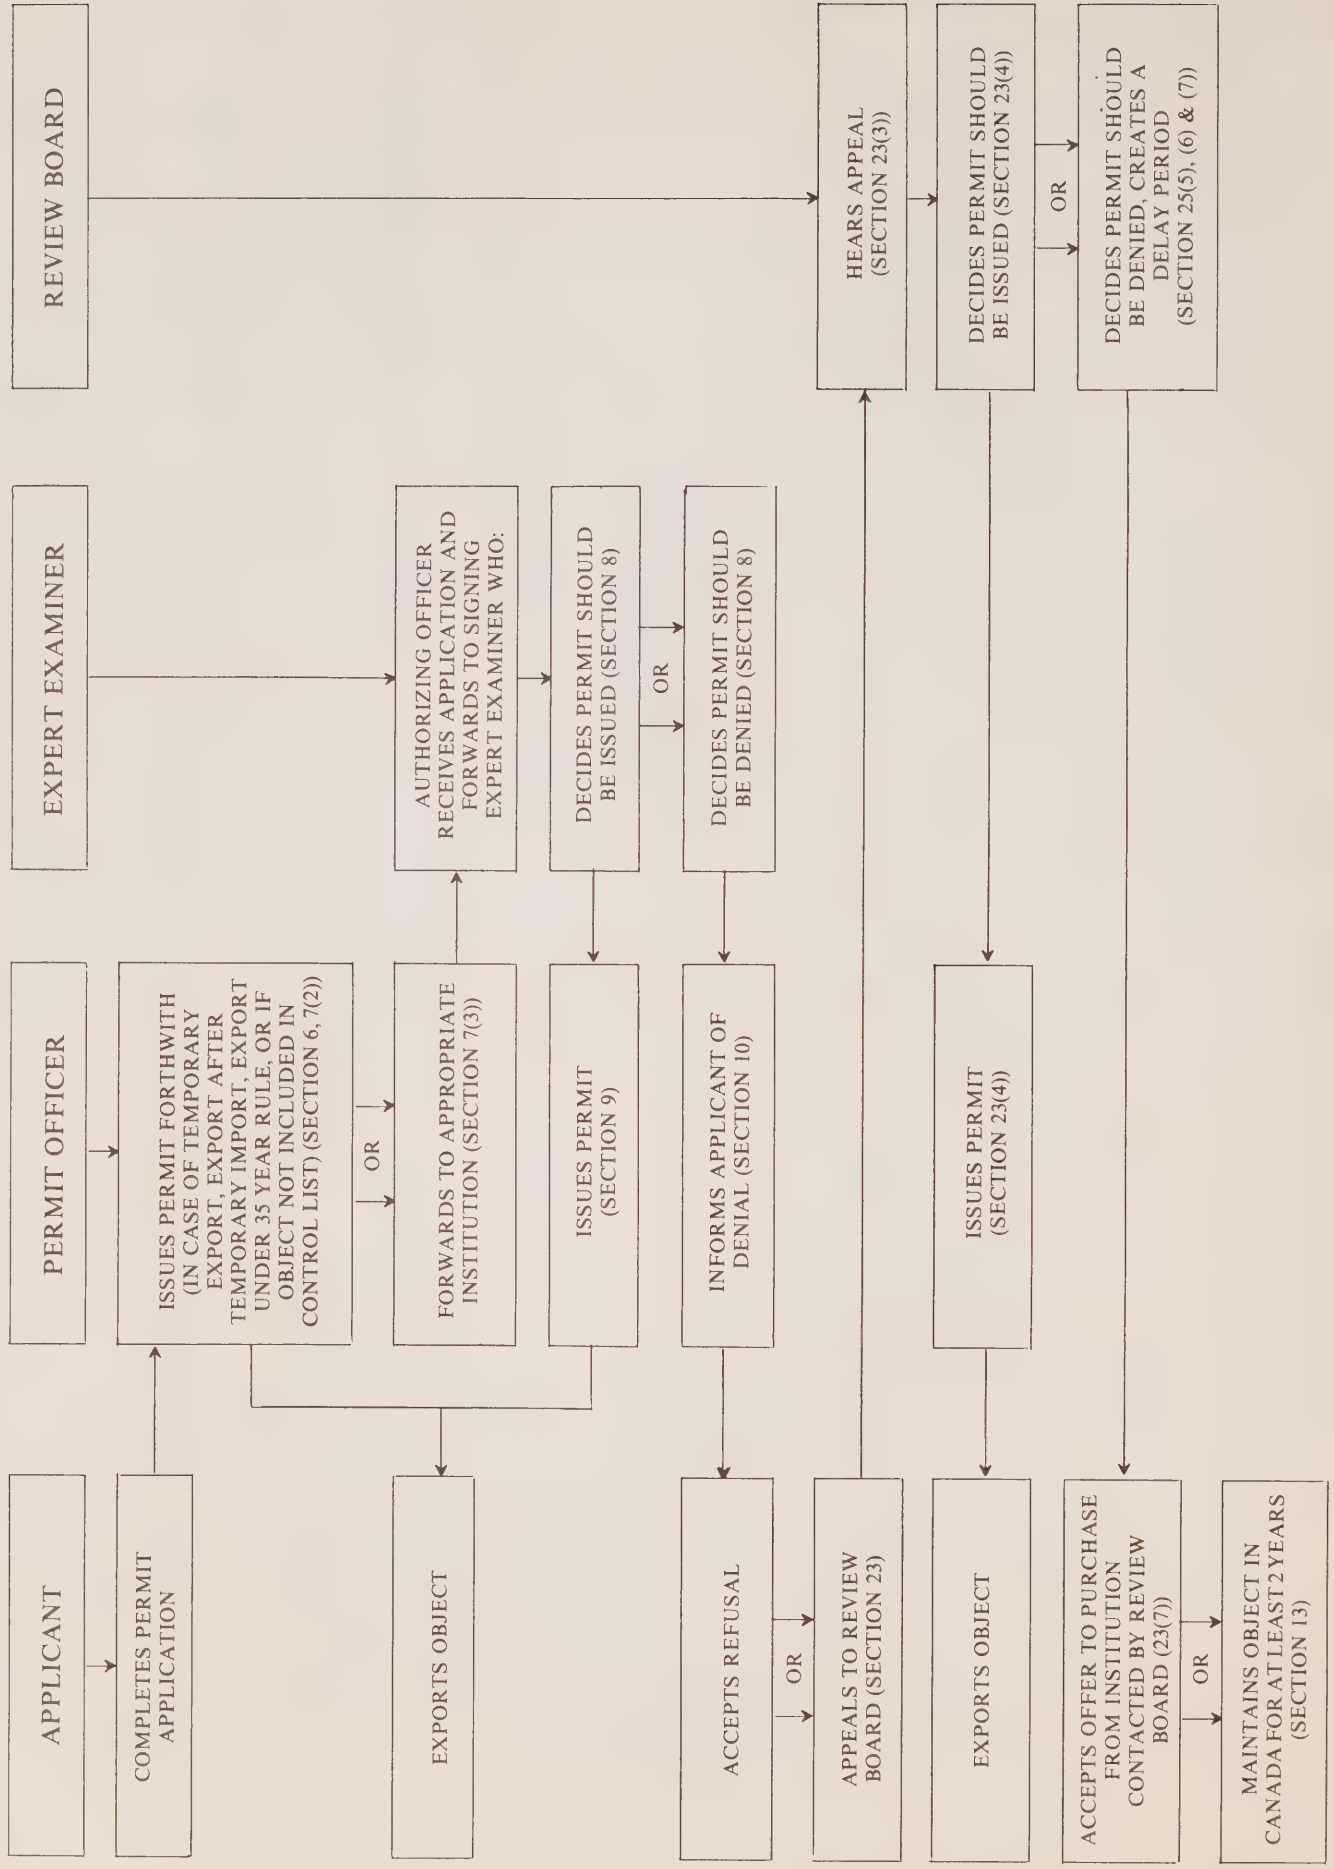 APPLICANT
PERMIT OFFICER
EXPERT EXAMINER
REVIEW BOARD
COMPLETES PERMIT
APPLICATION
ISSUES PERMIT FORTHWITH
(IN CASE OF TEMPORARY
EXPORT, EXPORT AFTER
TEMPORARY IMPORT, EXPORT
UNDER 35 YEAR RULE, OR IF
OBJECT NOT INCLUDED IN
CONTROL LIST) (SECTION 6, 7(2))
OR
FORWARDS TO APPROPRIATE
INSTITUTION (SECTION 7(3))
AUTHORIZING OFFICER
RECEIVES APPLICATION AND
FORWARDS TO SIGNING
EXPERT EXAMINER WHO:
EXPORTS OBJECT
ISSUES PERMIT
(SECTION 9)
DECIDES PERMIT SHOULD
BE ISSUED (SECTION 8)
OR
ACCEPTS REFUSAL
INFORMS APPLICANT OF
DENIAL (SECTION 10)
DECIDES PERMIT SHOULD
BE DENIED (SECTION 8)
OR
APPEALS TO REVIEW
BOARD (SECTION 23)
HEARS APPEAL
(SECTION 23(3))
EXPORTS OBJECT
ISSUES PERMIT
(SECTION 23(4))
DECIDES PERMIT SHOULD
BE ISSUED (SECTION 23(4))
OR
ACCEPTS OFFER TO PURCHASE
FROM INSTITUTION
CONTACTED BY REVIEW
BOARD (23(7))
DECIDES PERMIT SHOULD
BE DENIED, CREATES A
DELAY PERIOD
(SECTION 25(5), (6) & (7))
OR
MAINTAINS OBJECT IN
CANADA FOR AT LEAST 2 YEARS
(SECTION 13)